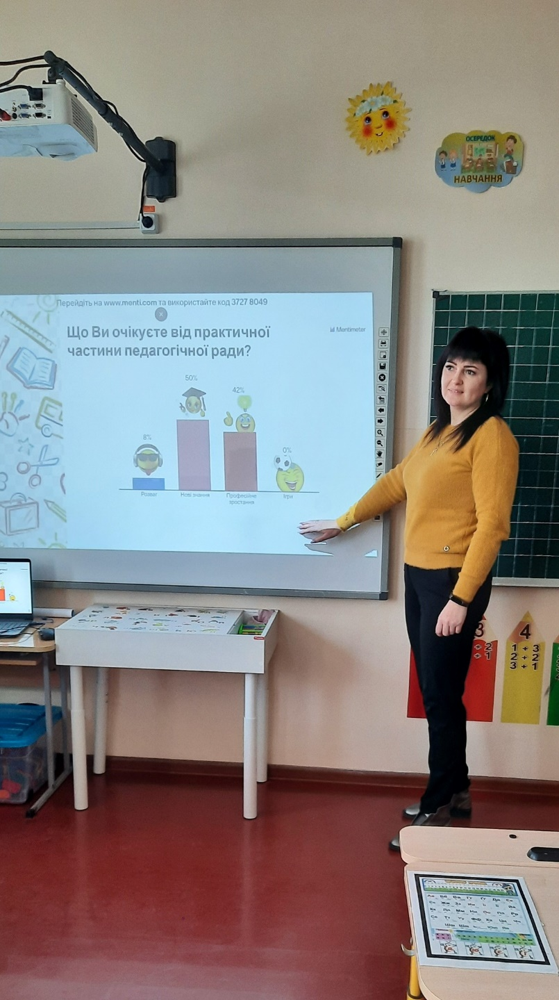 ОСЕРЕДОК
НАВЧАННЯ
Перейдіть на www.menti.com та використайте код 3727 8049
Що Ви очікуєте від практичної
частини педагогічної ради?
Mentimeter
50%
42%
8%
0%
Розваг
Нові знання
Професійне
зростання
Ігри
3
+ 2
+ 1
4
1 + 3
2 + 2
3 + 1